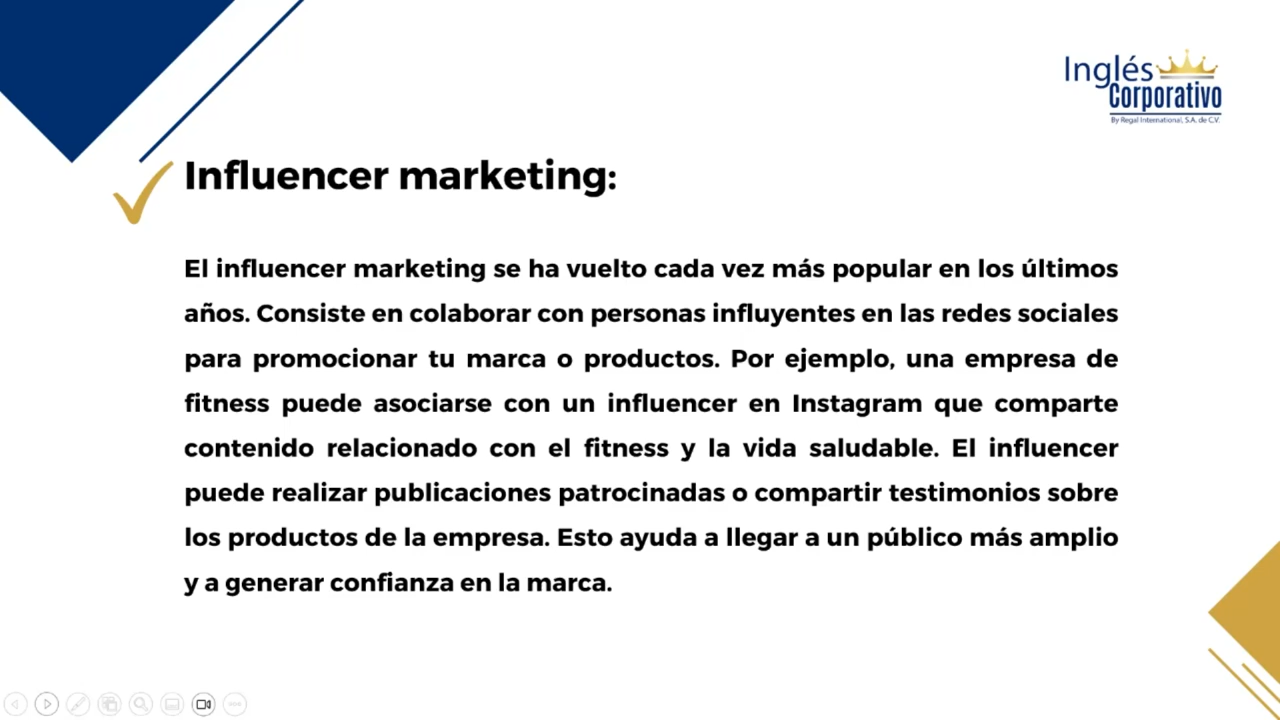 Inglés
Corporativo
By Regal International, S.A. de C.V.
Influencer marketing:
El influencer marketing se ha vuelto cada vez más popular en los últimos
años. Consiste en colaborar con personas influyentes en las redes sociales
para promocionar tu marca o productos. Por ejemplo, una empresa de
fitness puede asociarse con un influencer en Instagram que comparte
contenido relacionado con el fitness y la vida saludable. El influencer
puede realizar publicaciones patrocinadas o compartir testimonios sobre
los productos de la empresa. Esto ayuda a llegar a un público más amplio
y a generar confianza en la marca.